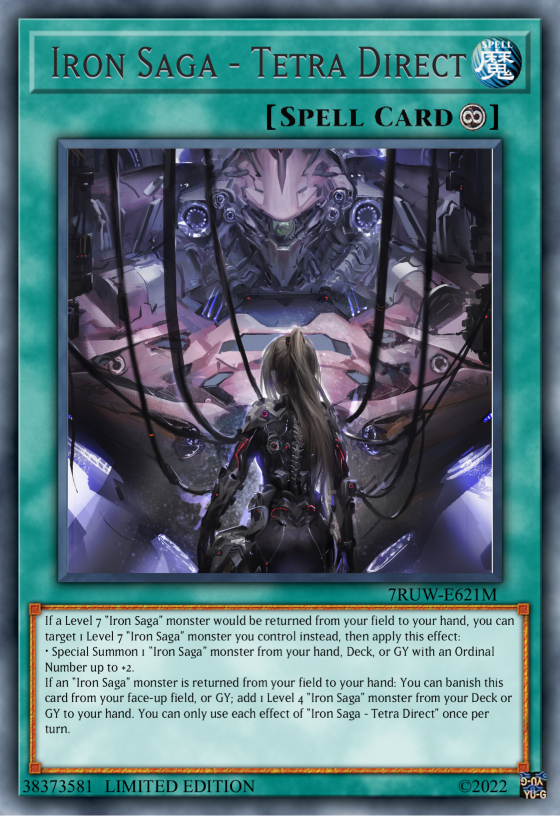 Iron Saga - Tetra Direct
SPELL
魔
[Spell Card]
7RUW-E621M
If a Level 7 "Iron Saga" monster would be returned from your field to your hand, you can
target 1 Level 7 "Iron Saga" monster you control instead, then apply this effect:
• Special Summon 1 "Iron Saga" monster from your hand, Deck, or GY with an Ordinal
Number up to +2.
If an "Iron Saga" monster is returned from your field to your hand: You can banish this
card from your face-up field, or GY; add 1 Level 4 "Iron Saga" monster from your Deck or
GY to your hand. You can only use each effect of "Iron Saga - Tetra Direct" once per
turn.
38373581 LIMITED EDITION
©2022
YU-G
YU-G